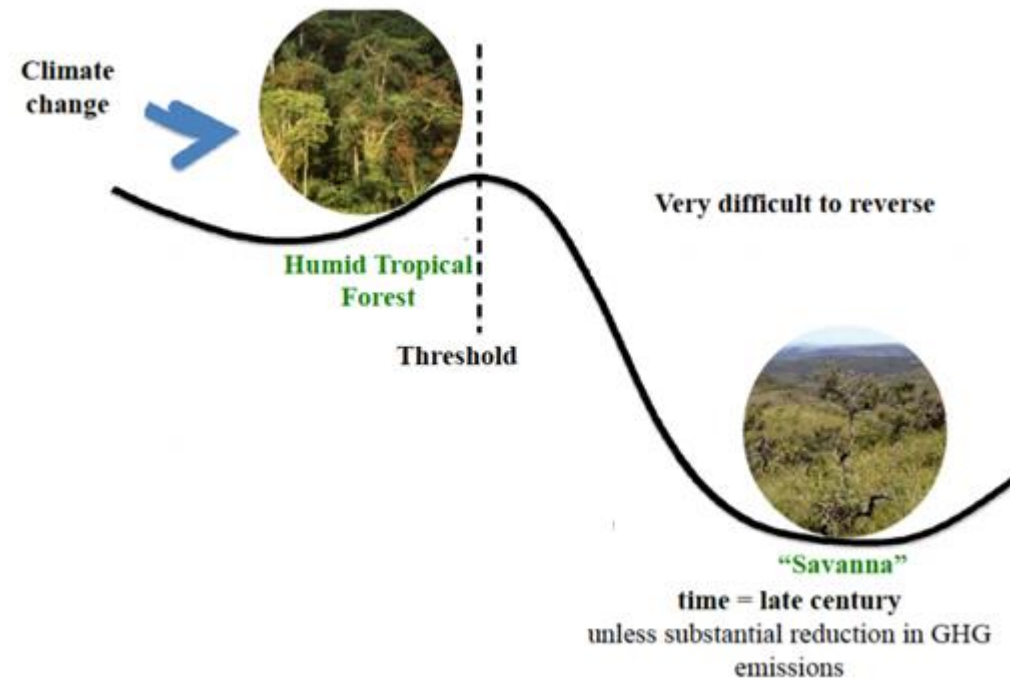 Climate
change
Very difficult to reverse
Humid Tropical
Forest
Threshold
“Savanna”
time = late century
unless substantial reduction in GHG
emissions